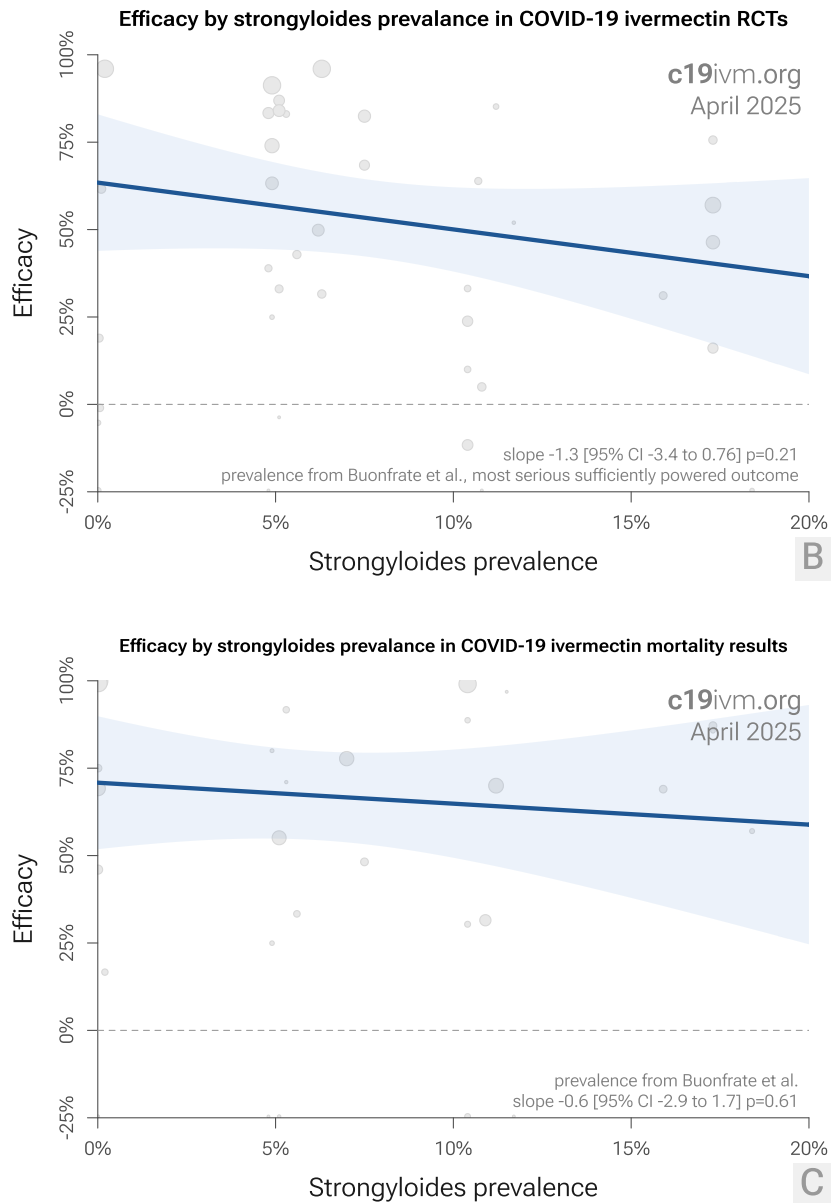 Efficacy by strongyloides prevalance in COVID-19 ivermectin RCTs
c19ivm.org
April 2025
100%
75%
50%
25%
0%
-25%
Efficacy
slope -1.3 [95% CI -3.4 to 0.76] p=0.21
prevalence from Buonfrate et al., most serious sufficiently powered outcome
0% 5% 10% 15% 20%
Strongyloides prevalence
B
Efficacy by strongyloides prevalance in COVID-19 ivermectin mortality results
c19ivm.org
April 2025
100%
75%
50%
25%
0%
-25%
Efficacy
prevalence from Buonfrate et al.
slope -0.6 [95% CI -2.9 to 1.7] p=0.61
0% 5% 10% 15% 20%
Strongyloides prevalence
C